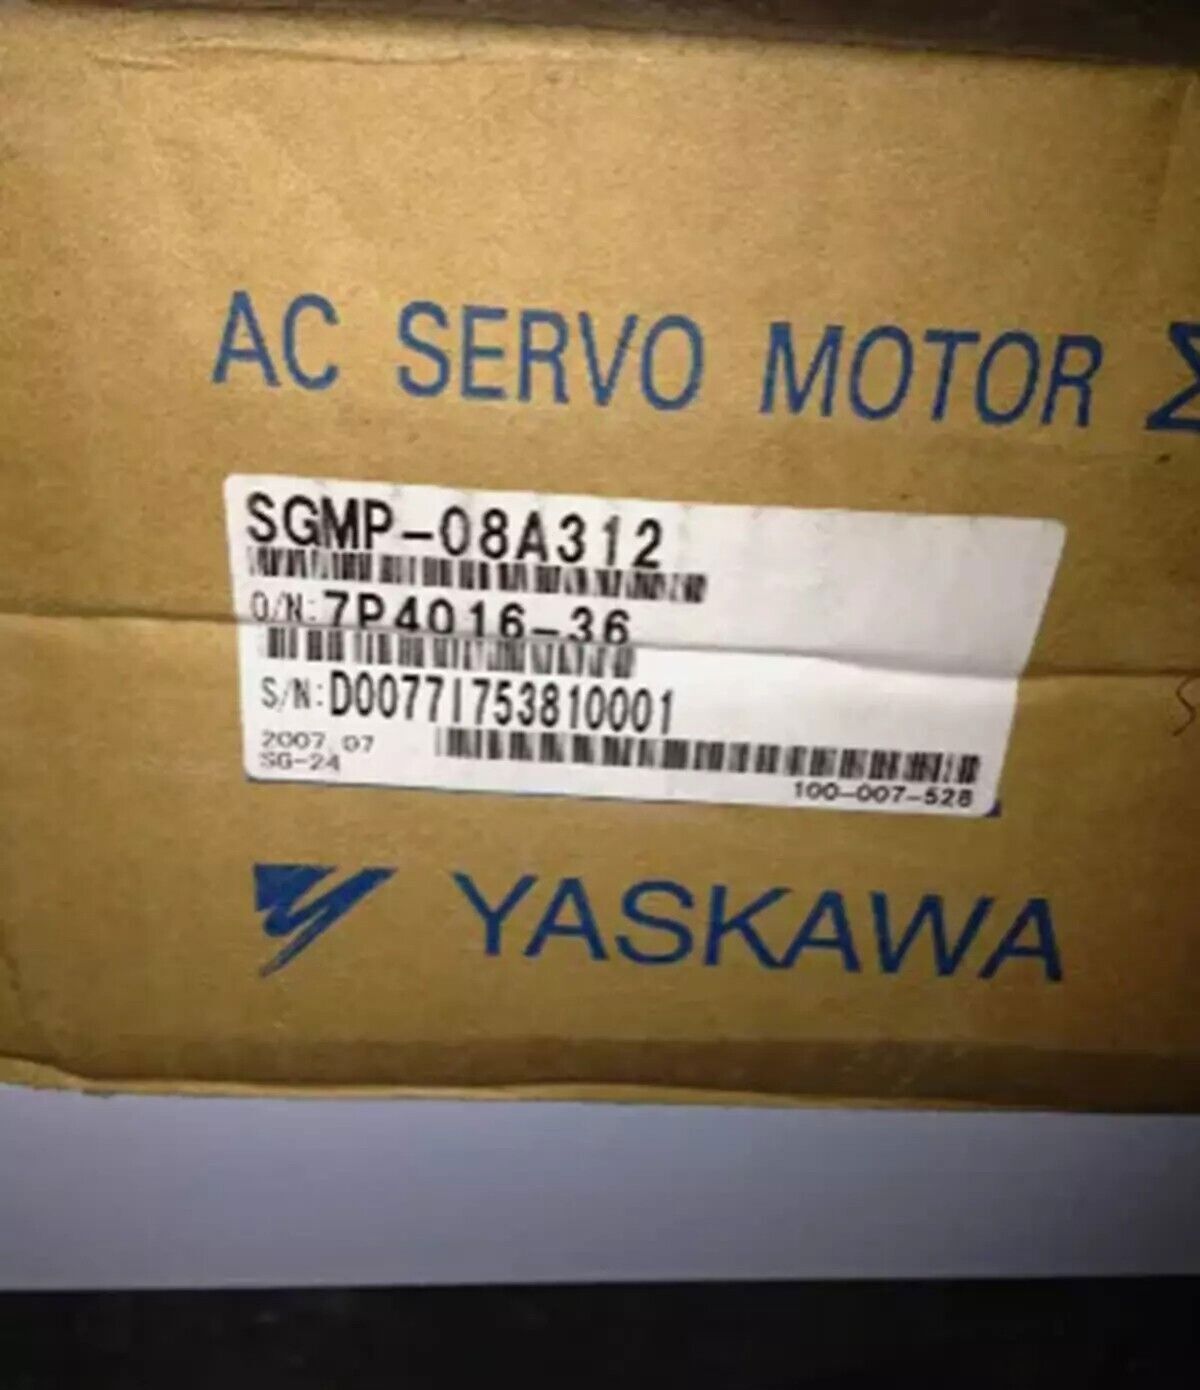 AC SERVO MOTOR Σ
SGMP-08A312
O/N: 7P4016-36
S/N: D0077I753810001
2007.07
SG-24
100-007-528
YASKAWA